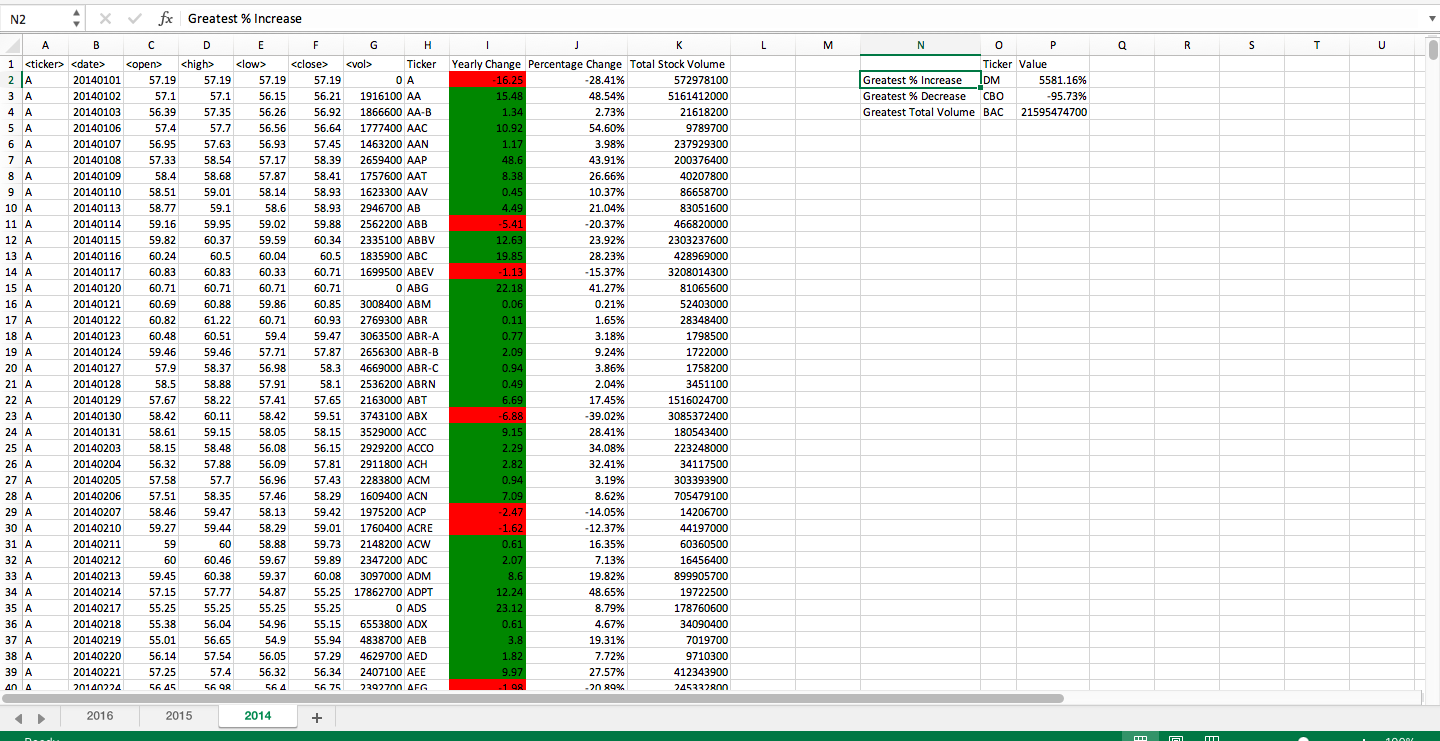 N2 fx Greatest % Increase
A B C D E F G H I J K L M N O P Q R S T U
1 <ticker> <date> <open> <high> <low> <close> <vol> Ticker Yearly Change Percentage Change Total Stock Volume Ticker Value
2 A 20140101 57.19 57.19 57.19 57.19 0 A -16.25 -28.41% 572978100 Greatest % Increase DM 5581.16%
3 A 20140102 57.1 57.1 56.15 56.21 1916100 AA 15.48 48.54% 5161412000 Greatest % Decrease CBO -95.73%
4 A 20140103 56.39 57.35 56.26 56.92 1866600 AA-B 1.34 2.73% 21618200 Greatest Total Volume BAC 21595474700
5 A 20140106 57.4 57.7 56.56 56.64 1777400 AAC 10.92 54.60% 9789700
6 A 20140107 56.95 57.63 56.93 57.45 1463200 AAN 1.17 3.98% 237929300
7 A 20140108 57.33 58.54 57.17 58.39 2659400 AAP 48.6 43.91% 200376400
8 A 20140109 58.4 58.68 57.87 58.41 1757600 AAT 8.38 26.66% 40207800
9 A 20140110 58.51 59.01 58.14 58.93 1623300 AAV 0.45 10.37% 86658700
10 A 20140113 58.77 59.1 58.6 58.93 2946700 AB 4.49 21.04% 83051600
11 A 20140114 59.16 59.95 59.02 59.88 2562200 ABB -5.41 -20.37% 466820000
12 A 20140115 59.82 60.37 59.59 60.34 2335100 ABBV 12.63 23.92% 2303237600
13 A 20140116 60.24 60.5 60.04 60.5 1835900 ABC 19.85 28.23% 428969000
14 A 20140117 60.83 60.83 60.33 60.71 1699500 ABEV -1.13 -15.37% 3208014300
15 A 20140120 60.71 60.71 60.71 60.71 0 ABG 22.18 41.27% 81065600
16 A 20140121 60.69 60.88 59.86 60.85 3008400 ABM 0.06 0.21% 52403000
17 A 20140122 60.82 61.22 60.71 60.93 2769300 ABR 0.11 1.65% 28348400
18 A 20140123 60.48 60.51 59.4 59.47 3063500 ABR-A 0.77 3.18% 1798500
19 A 20140124 59.46 59.46 57.71 57.87 2656300 ABR-B 2.09 9.24% 1722000
20 A 20140127 57.9 58.37 56.98 58.3 4669000 ABR-C 0.94 3.86% 1758200
21 A 20140128 58.5 58.88 57.91 58.1 2536200 ABRN 0.49 2.04% 3451100
22 A 20140129 57.67 58.22 57.41 57.65 2163000 ABT 6.69 17.45% 1516024700
23 A 20140130 58.42 60.11 58.42 59.51 3743100 ABX -6.88 -39.02% 3085372400
24 A 20140131 58.61 59.15 58.05 58.15 3529000 ACC 9.15 28.41% 180543400
25 A 20140203 58.15 58.48 56.08 56.15 2929200 ACCO 2.29 34.08% 223248000
26 A 20140204 56.32 57.88 56.09 57.81 2911800 ACH 2.82 32.41% 34117500
27 A 20140205 57.58 57.7 56.96 57.43 2283800 ACM 0.94 3.19% 303393900
28 A 20140206 57.51 58.35 57.46 58.29 1609400 ACN 7.09 8.62% 705479100
29 A 20140207 58.46 59.47 58.13 59.42 1975200 ACP -2.47 -14.05% 14206700
30 A 20140210 59.27 59.44 58.29 59.01 1760400 ACRE -1.62 -12.37% 44197000
31 A 20140211 59 60 58.88 59.73 2148200 ACW 0.61 16.35% 60360500
32 A 20140212 60 60.46 59.67 59.89 2347200 ADC 2.07 7.13% 16456400
33 A 20140213 59.45 60.38 59.37 60.08 3097000 ADM 8.6 19.82% 899905700
34 A 20140214 57.15 57.77 54.87 55.25 17862700 ADPT 12.24 48.65% 19722500
35 A 20140217 55.25 55.25 55.25 55.25 0 ADS 23.12 8.79% 178760600
36 A 20140218 55.38 56.04 54.96 55.15 6553800 ADX 0.61 4.67% 34090400
37 A 20140219 55.01 56.65 54.9 55.94 4838700 AEB 3.8 19.31% 7019700
38 A 20140220 56.14 57.54 56.05 57.29 4629700 AED 1.82 7.72% 9710300
39 A 20140221 57.25 57.4 56.32 56.34 2407100 AEE 9.97 27.57% 412343900
40 A 20140224 56.45 56.98 56.4 56.75 2392700 AEG -1.98 -20.89% 245332800
2016 2015 2014 +
Ready 100%